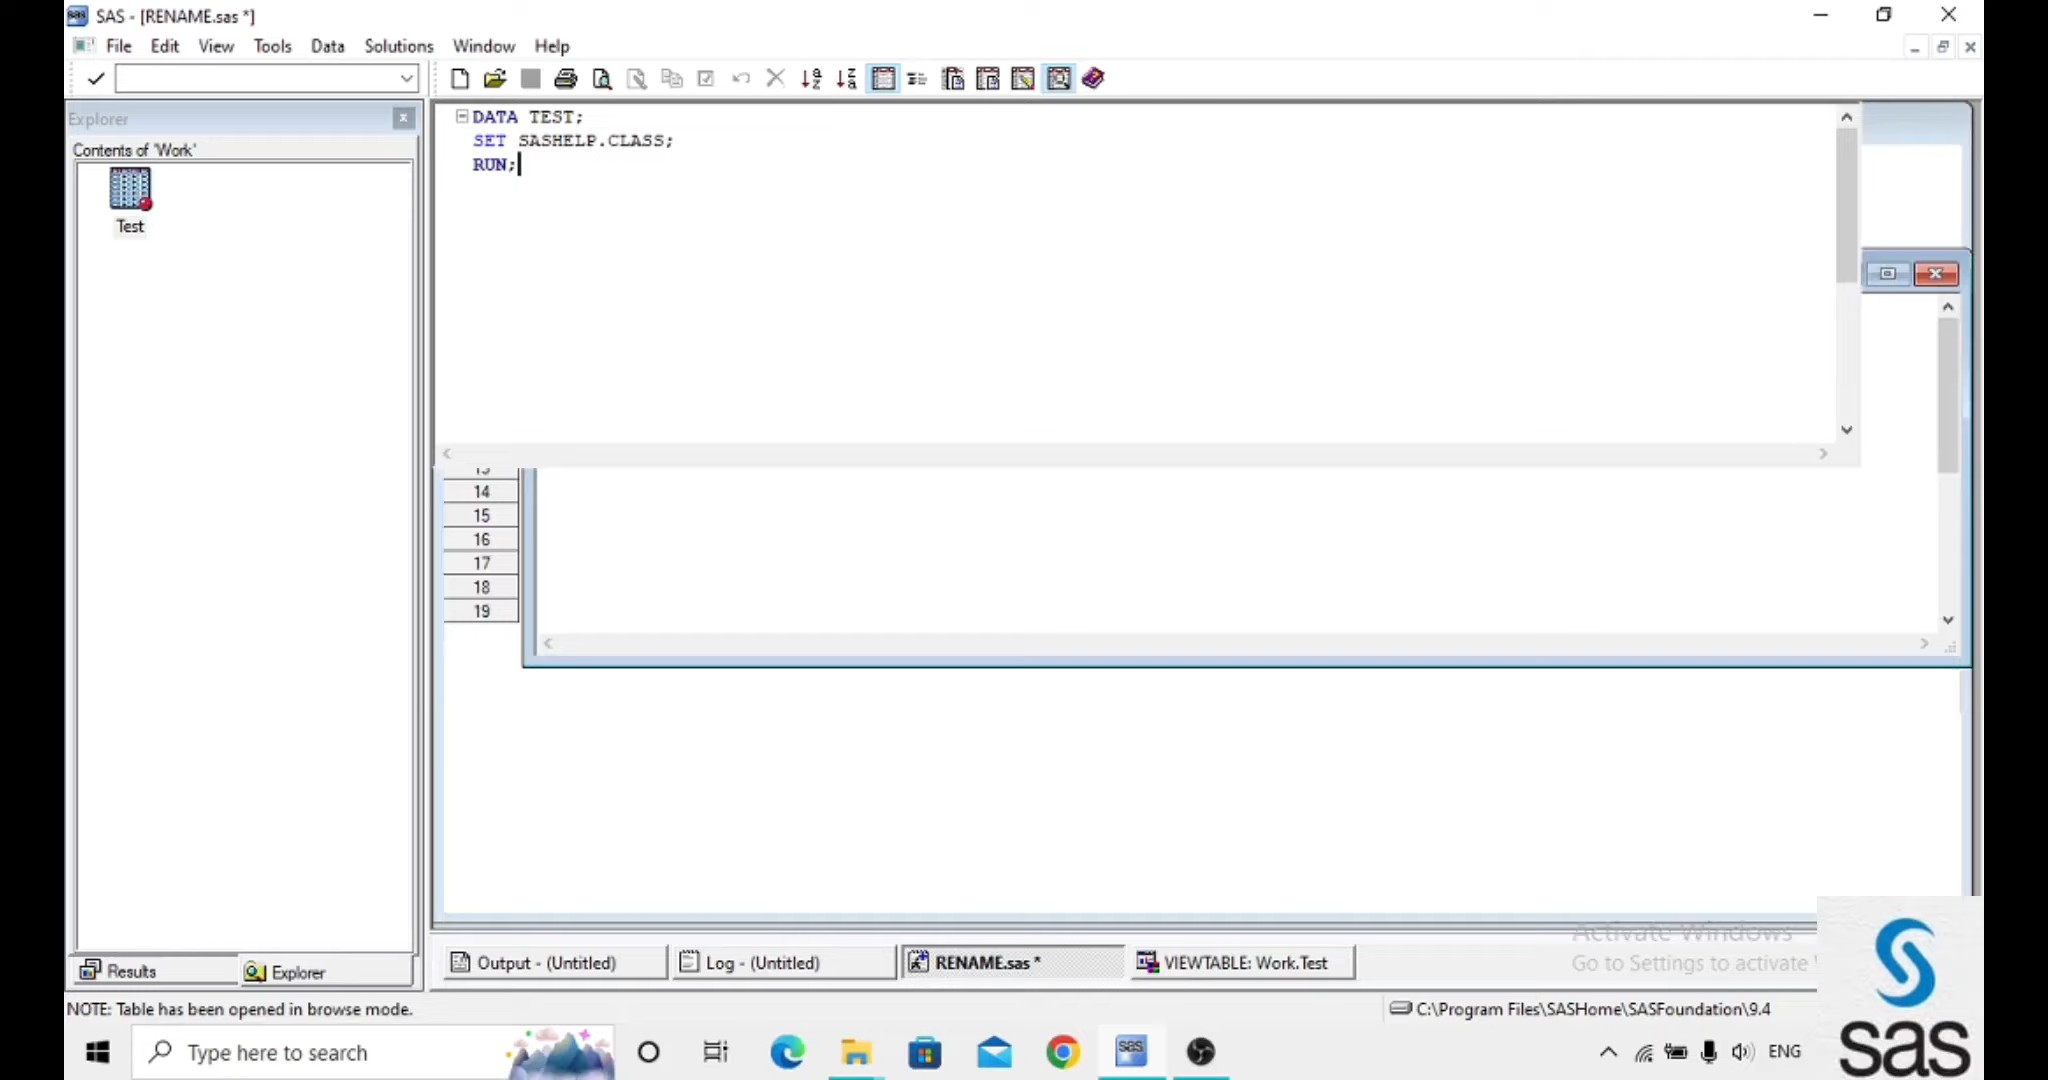 SAS - [RENAME.sas *]
File Edit View Tools Data Solutions Window Help
Explorer
Contents of 'Work'
Test
DATA TEST;
SET SASHELP.CLASS;
RUN;
13
14
15
16
17
18
19
Results
Explorer
Output - (Untitled)
Log - (Untitled)
RENAME.sas *
VIEWTABLE: Work.Test
Activate Windows
Go to Settings to activate
NOTE: Table has been opened in browse mode.
C:\Program Files\SASHome\SASFoundation\9.4
Type here to search
sas
ENG
sas